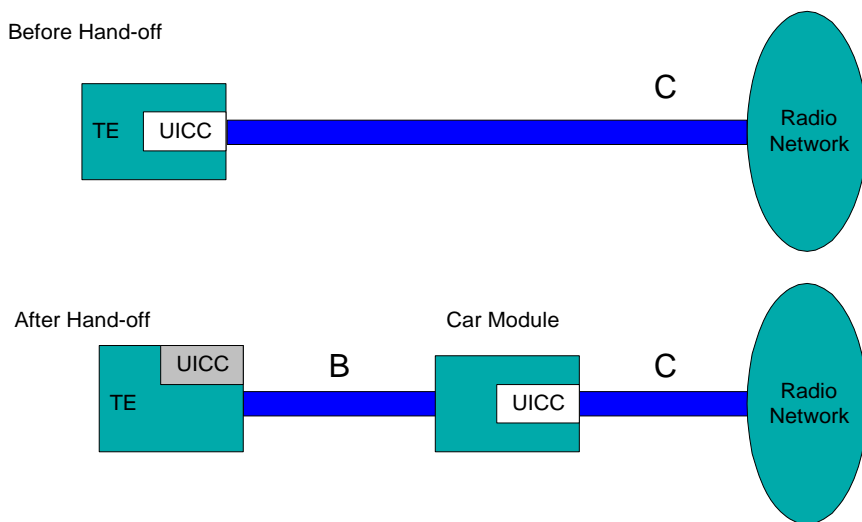 Before Hand-off
C
TE
UICC
Radio
Network
After Hand-off
Car Module
UICC
B
C
TE
UICC
Radio
Network